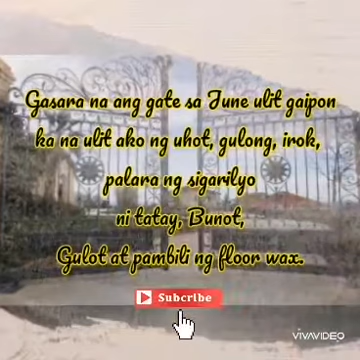 Gasara na ang gate sa June ulit gaipon
ka na ulit ako ng uhot, gulong, irok,
palara ng sigarilyo
ni tatay, Bunot,
Gulot at pambili ng floor wax.
Subscribe
VIVAVIDEO